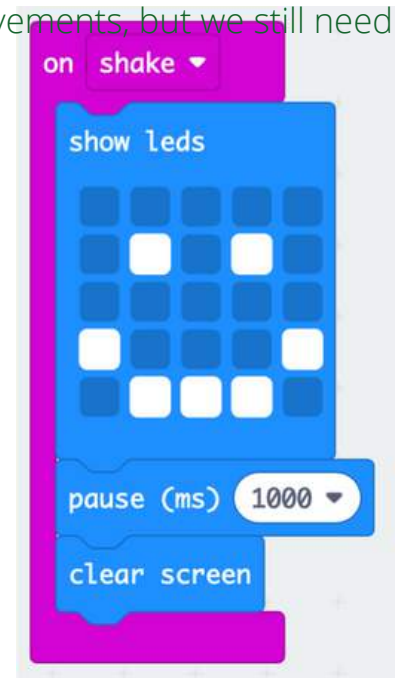 vements, but we still need
on shake
show leds
pause (ms) 1000
clear screen